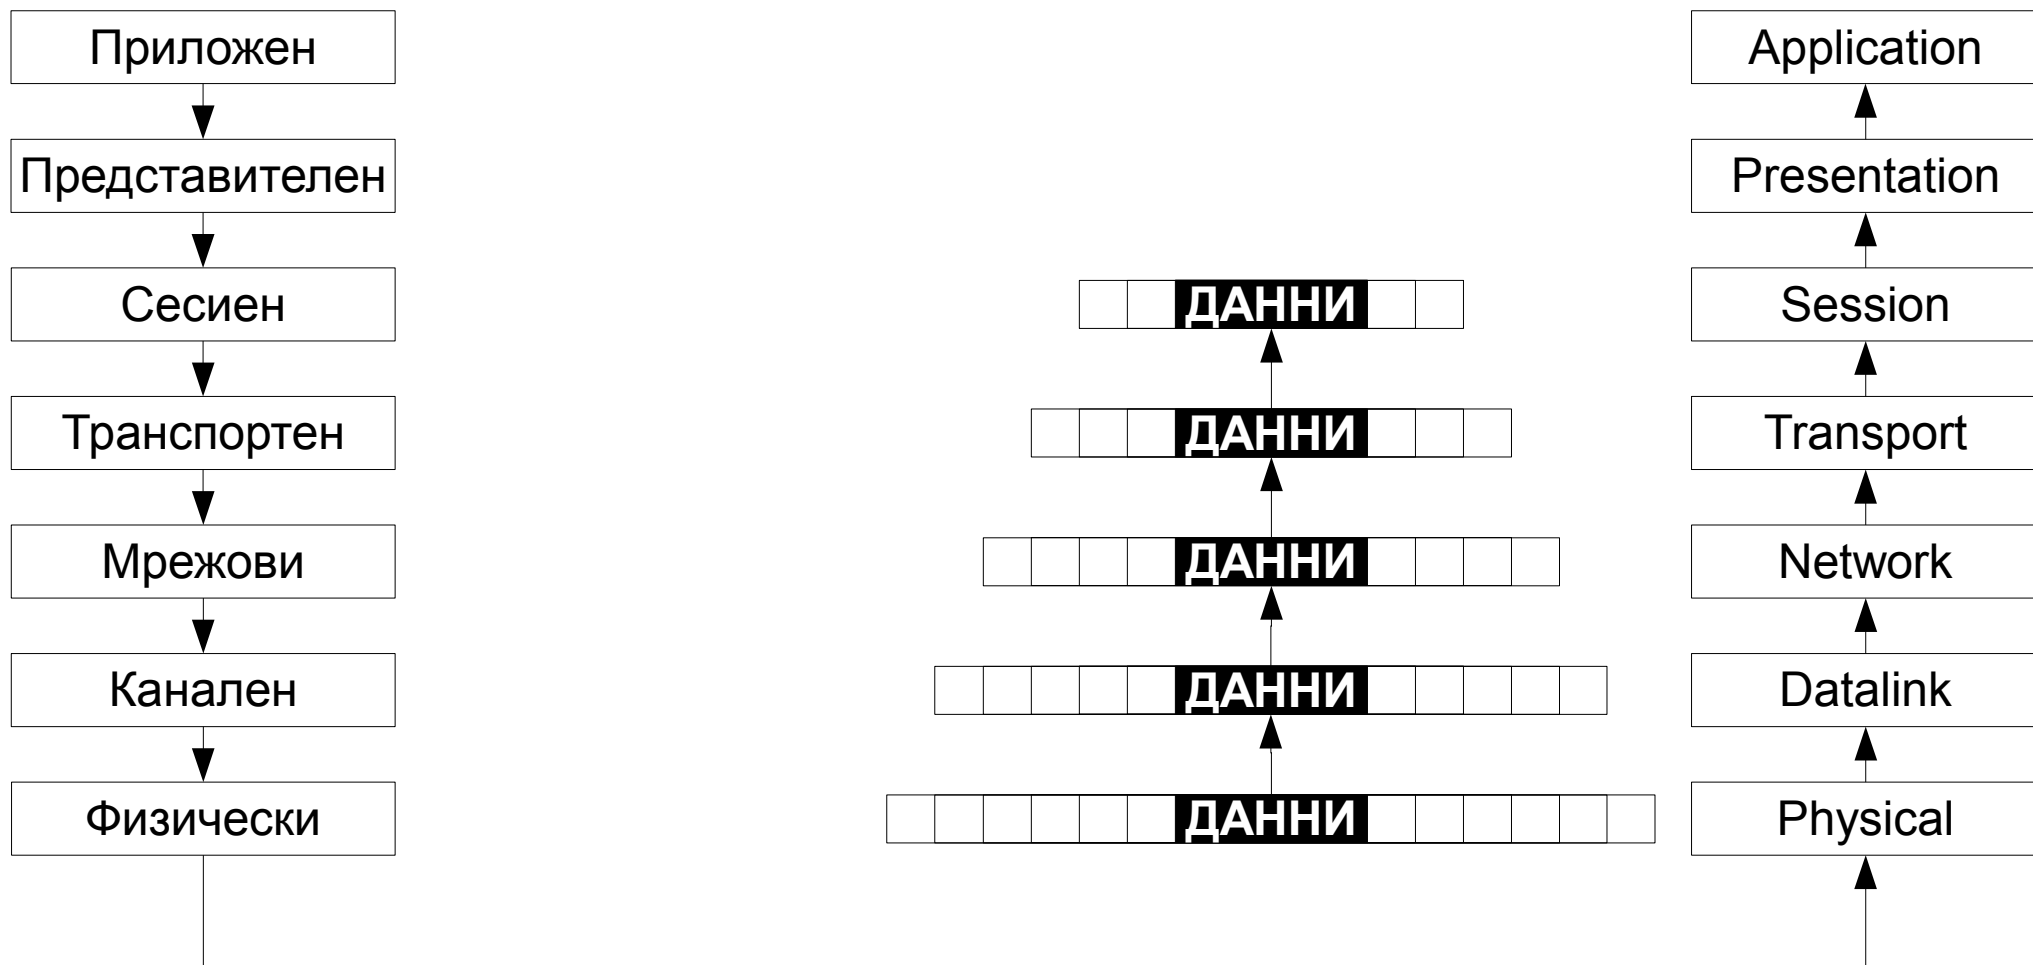 Приложен
Представителен
Сесиен
Транспортен
Мрежови
Канален
Физически
ДАННИ
ДАННИ
ДАННИ
ДАННИ
ДАННИ
Application
Presentation
Session
Transport
Network
Datalink
Physical